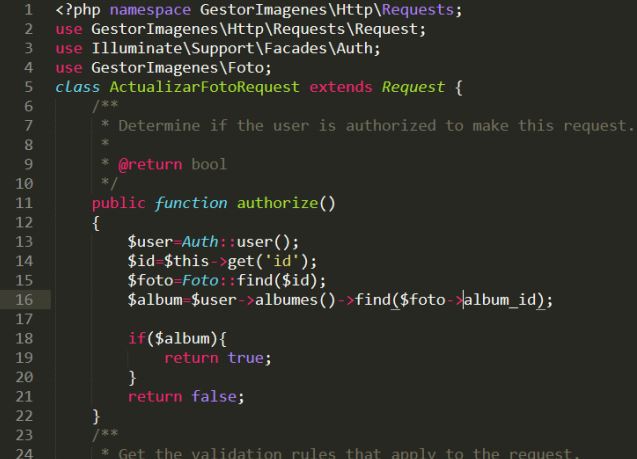 1 <?php namespace GestorImagenes\Http\Requests;
2 use GestorImagenes\Http\Requests\Request;
3 use Illuminate\Support\Facades\Auth;
4 use GestorImagenes\Foto;
5 class ActualizarFotoRequest extends Request {
6 /**
7 * Determine if the user is authorized to make this request.
8 *
9 * @return bool
10 */
11 public function authorize()
12 {
13 $user=Auth::user();
14 $id=$this->get('id');
15 $foto=Foto::find($id);
16 $album=$user->albumes()->find($foto->album_id);
17
18 if($album){
19 return true;
20 }
21 return false;
22 }
23 /**
24 * Get the validation rules that apply to the request.